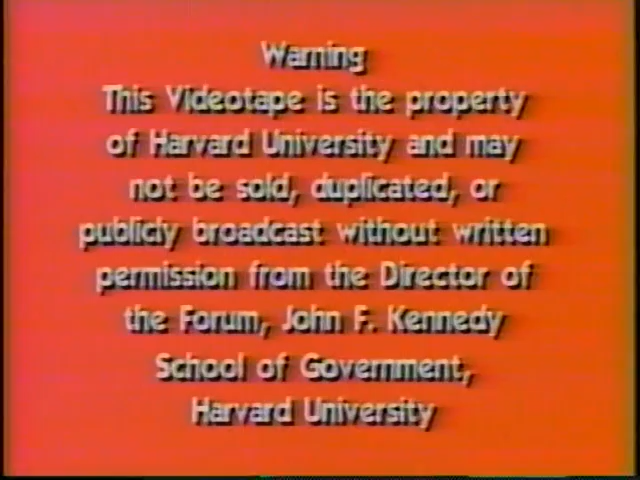 Warning
This Videotape is the property
of Harvard University and may
not be sold, duplicated, or
publicly broadcast without written
permission from the Director of
the Forum, John F. Kennedy
School of Government,
Harvard University